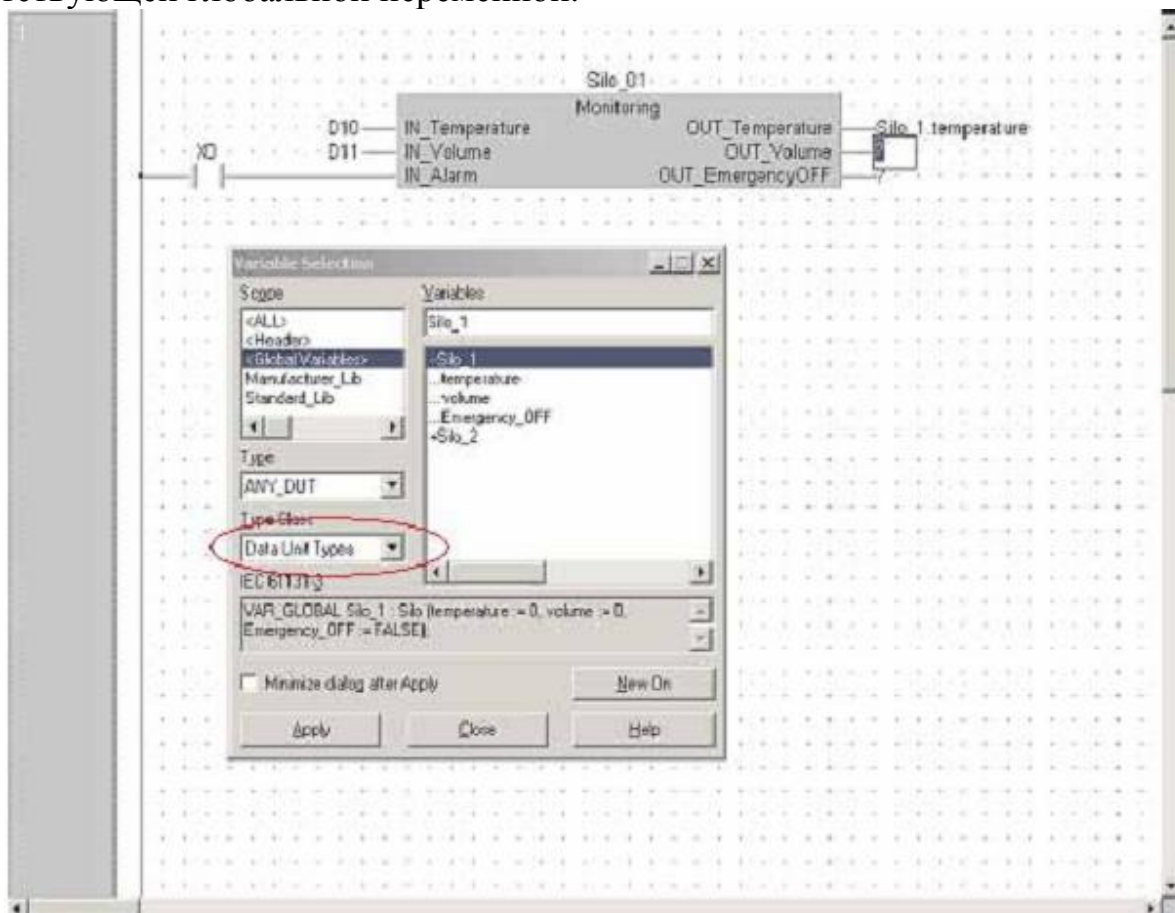 глобальной переменной.
1
Silo_01
Monitoring
D10 IN_Temperature OUT_Temperature Silo_1.temperature
X0 D11 IN_Volume OUT_Volume
IN_Alarm OUT_EmergencyOFF
Variable Selection
Scope Variables
<ALL> Silo_1
<Header>
<Global Variables> -Silo_1
Manufacturer_Lib ...temperature
Standard_Lib ...volume
...Emergency_OFF
+Silo_2
Type
ANY_DUT
Type Class
Data Unit Types
IEC 61131-3
VAR_GLOBAL Silo_1 : Silo (temperature := 0, volume := 0,
Emergency_OFF := FALSE);
Minimize dialog after Apply New On
Apply Close Help